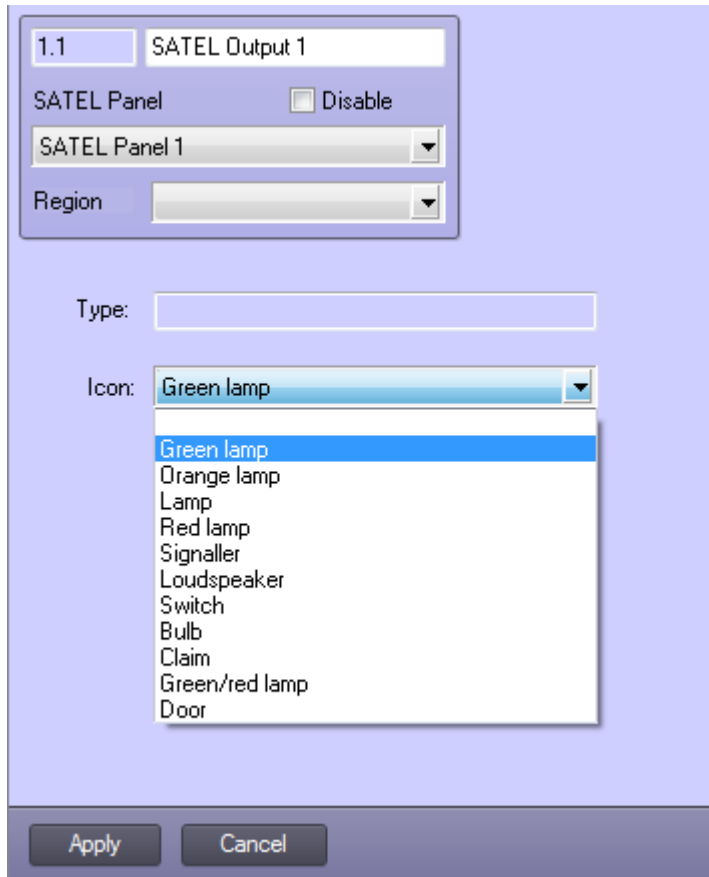 1.1 SATEL Output 1
SATEL Panel Disable
SATEL Panel 1
Region
Type:
Icon: Green lamp
Green lamp
Orange lamp
Lamp
Red lamp
Signaller
Loudspeaker
Switch
Bulb
Claim
Green/red lamp
Door
Apply Cancel